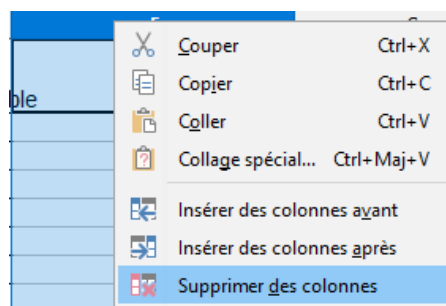 Couper Ctrl+X
ble
Copier Ctrl+C
Coller Ctrl+V
Collage spécial... Ctrl+Maj+V
Insérer des colonnes avant
Insérer des colonnes après
Supprimer des colonnes